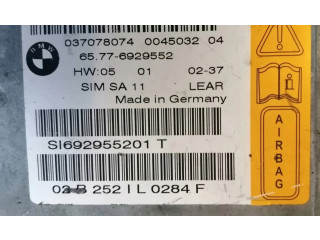 BMW
037078074 0045032 04
65.77-6929552
HW:05 01 02-37
SIM SA 11 LEAR
Made in Germany
SI692955201 T
252 I L 0284 F
AIRBAG